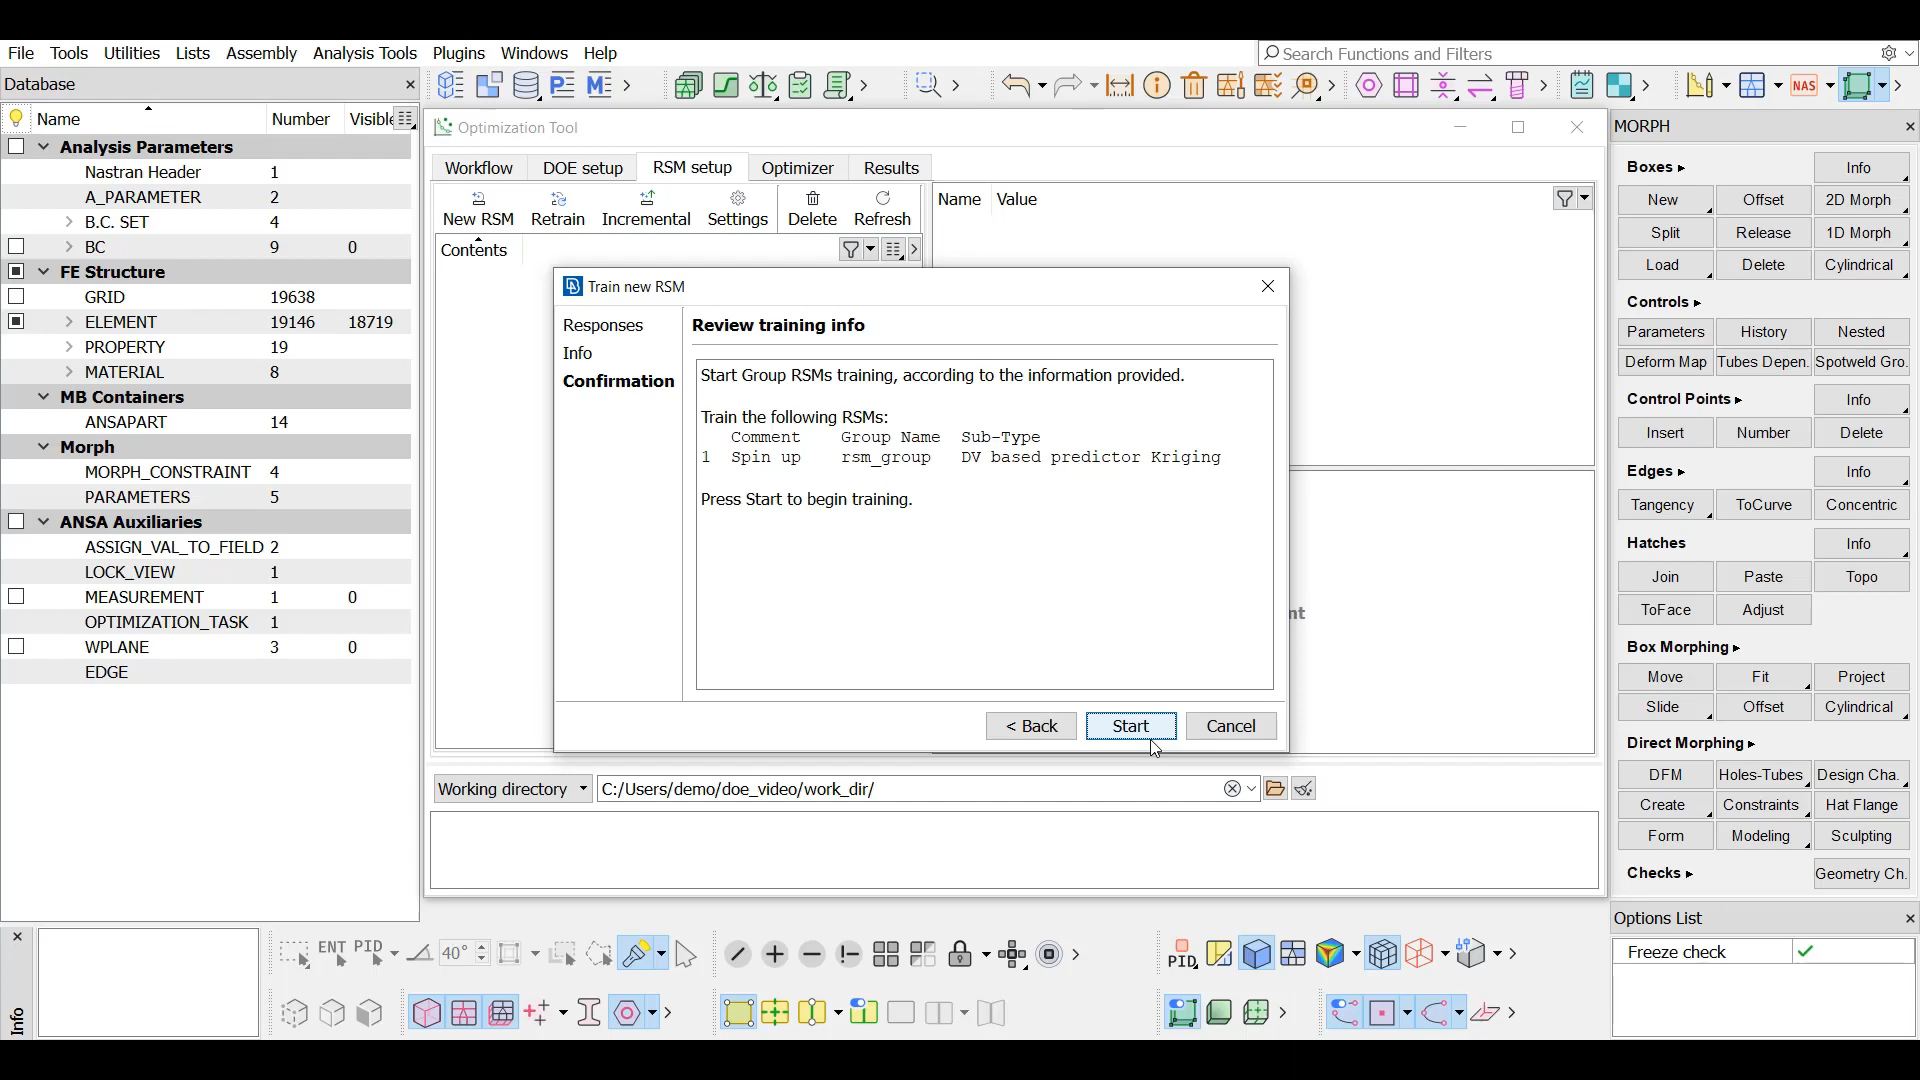 File Tools Utilities Lists Assembly Analysis Tools Plugins Windows Help
Search Functions and Filters
Database
NAS
Name Number Visible
Analysis Parameters
Nastran Header 1
A_PARAMETER 2
B.C. SET 4
BC 9 0
FE Structure
GRID 19638
ELEMENT 19146 18719
PROPERTY 19
MATERIAL 8
MB Containers
ANSAPART 14
Morph
MORPH_CONSTRAINT 4
PARAMETERS 5
ANSA Auxiliaries
ASSIGN_VAL_TO_FIELD 2
LOCK_VIEW 1
MEASUREMENT 1 0
OPTIMIZATION_TASK 1
WPLANE 3 0
EDGE
Optimization Tool
Workflow DOE setup RSM setup Optimizer Results
New RSM Retrain Incremental Settings Delete Refresh
Contents
Name Value
Train new RSM
Responses
Info
Confirmation
Review training info
Start Group RSMs training, according to the information provided.
Train the following RSMs:
Comment Group Name Sub-Type
1 Spin up rsm_group DV based predictor Kriging
Press Start to begin training.
< Back Start Cancel
nt
Working directory C:/Users/demo/doe_video/work_dir/
MORPH
Boxes Info
New Offset 2D Morph
Split Release 1D Morph
Load Delete Cylindrical
Controls
Parameters History Nested
Deform Map Tubes Depen. Spotweld Gro.
Control Points Info
Insert Number Delete
Edges Info
Tangency ToCurve Concentric
Hatches Info
Join Paste Topo
ToFace Adjust
Box Morphing
Move Fit Project
Slide Offset Cylindrical
Direct Morphing
DFM Holes-Tubes Design Cha.
Create Constraints Hat Flange
Form Modeling Sculpting
Checks Geometry Ch.
Options List
Freeze check
Info
ENT PID 40°
PID